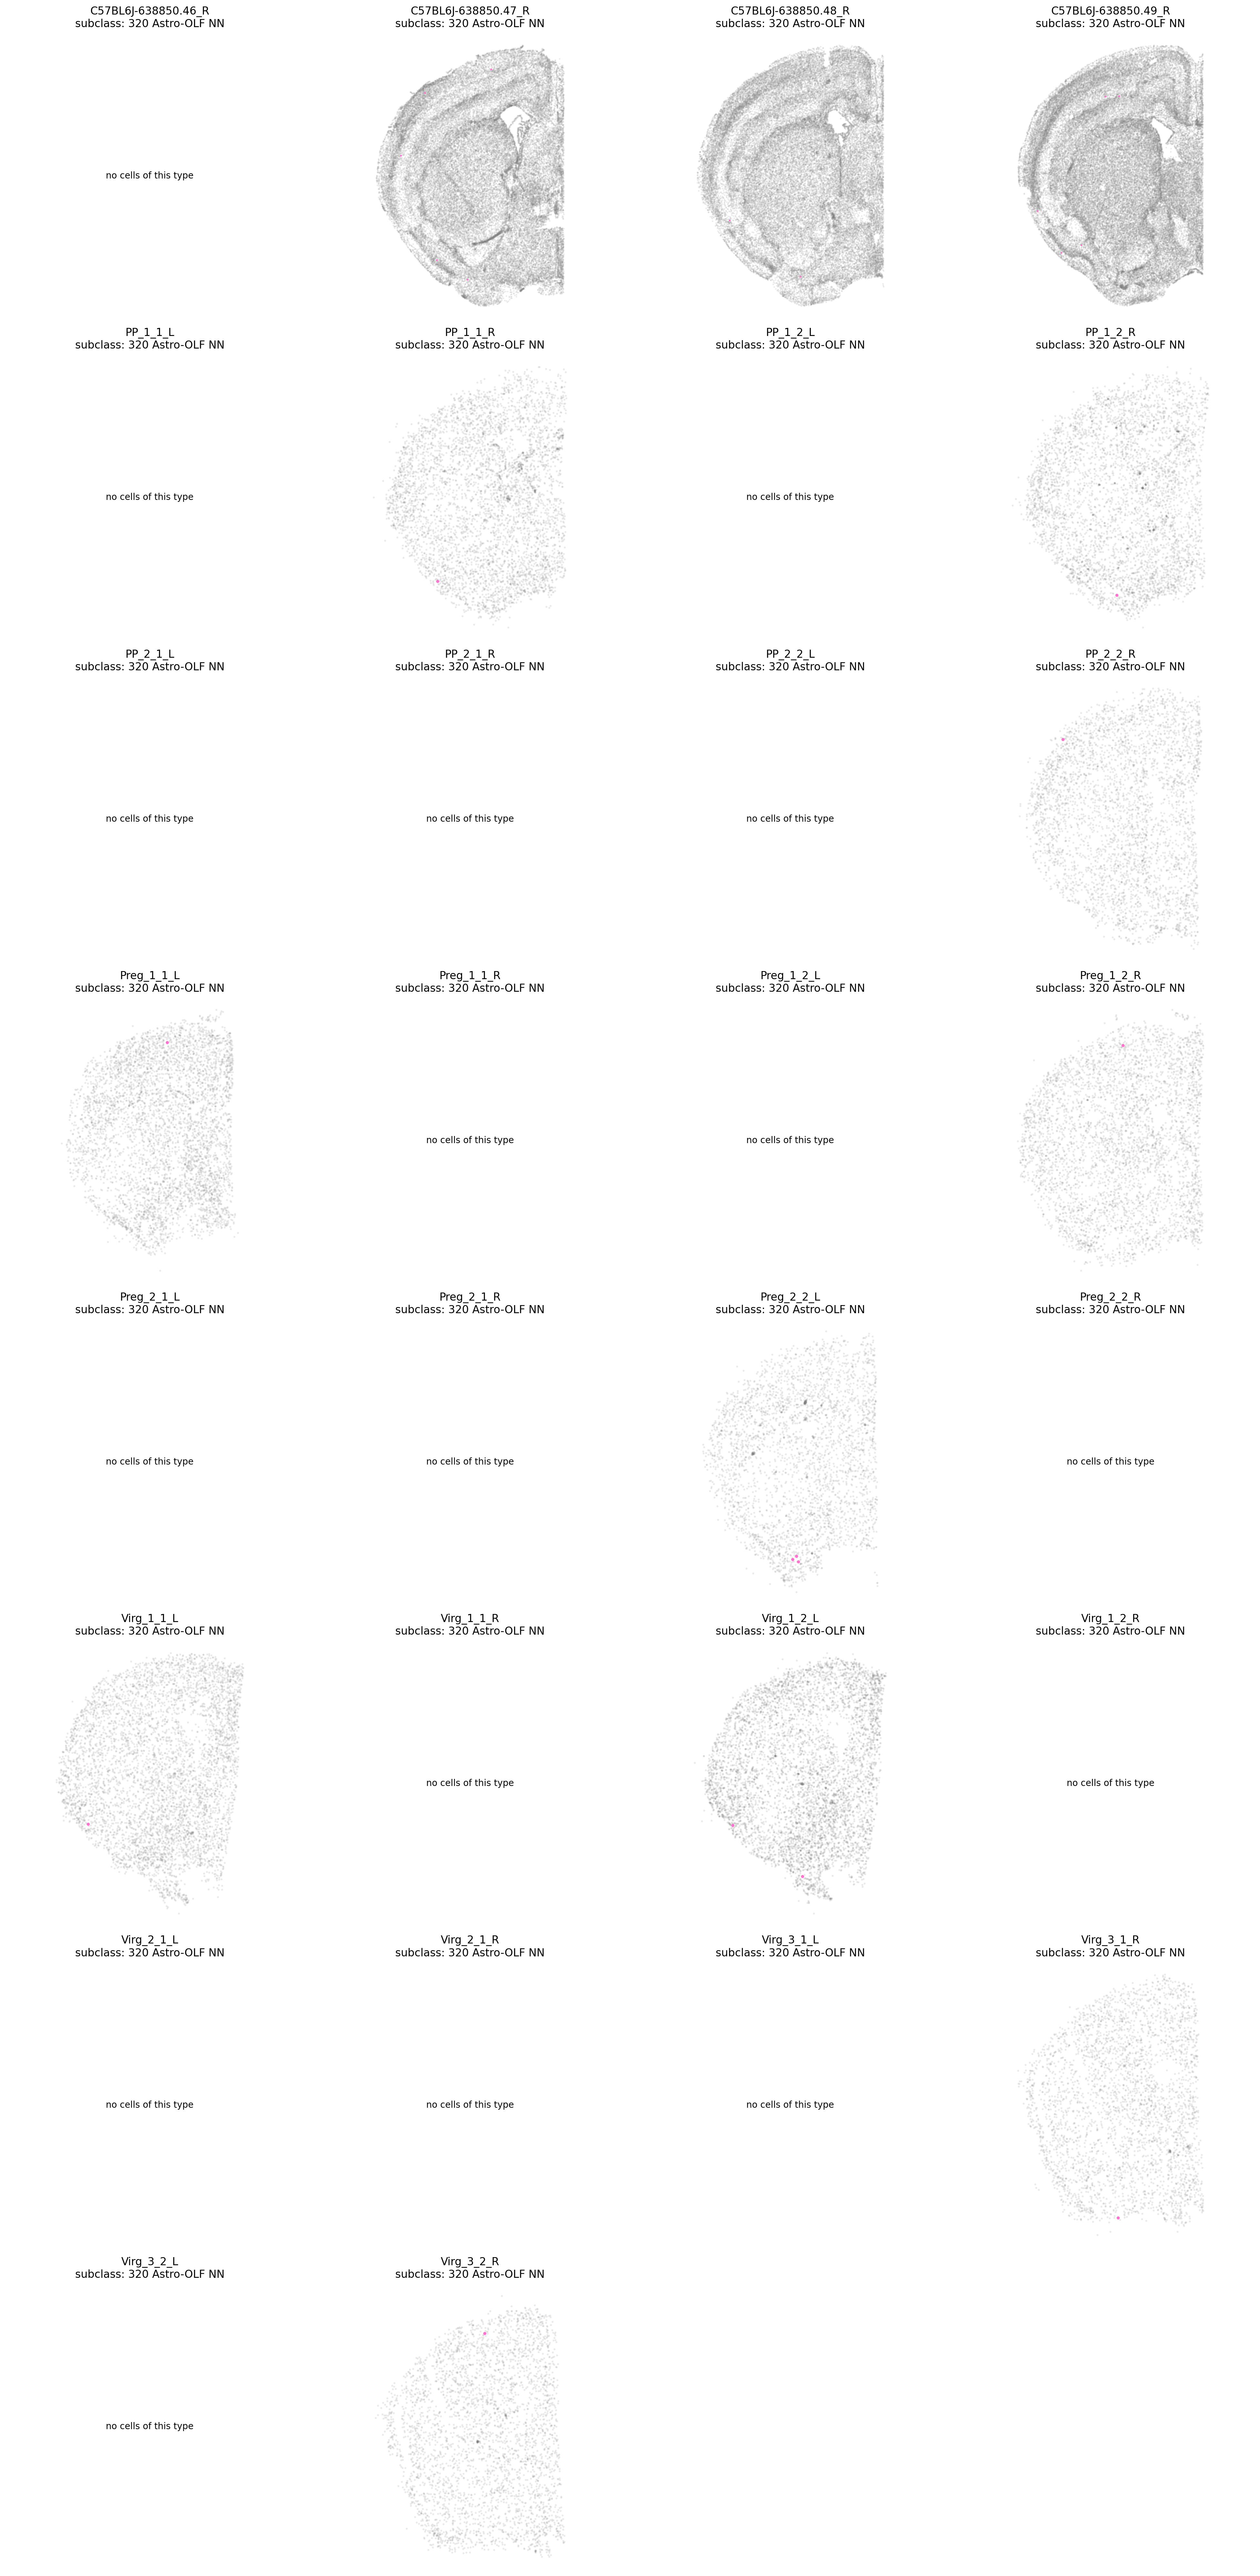 C57BL6J-638850.46_R
subclass: 320 Astro-OLF NN
no cells of this type
C57BL6J-638850.47_R
subclass: 320 Astro-OLF NN
C57BL6J-638850.48_R
subclass: 320 Astro-OLF NN
C57BL6J-638850.49_R
subclass: 320 Astro-OLF NN
PP_1_1_L
subclass: 320 Astro-OLF NN
no cells of this type
PP_1_1_R
subclass: 320 Astro-OLF NN
PP_1_2_L
subclass: 320 Astro-OLF NN
no cells of this type
PP_1_2_R
subclass: 320 Astro-OLF NN
PP_2_1_L
subclass: 320 Astro-OLF NN
no cells of this type
PP_2_1_R
subclass: 320 Astro-OLF NN
no cells of this type
PP_2_2_L
subclass: 320 Astro-OLF NN
no cells of this type
PP_2_2_R
subclass: 320 Astro-OLF NN
Preg_1_1_L
subclass: 320 Astro-OLF NN
Preg_1_1_R
subclass: 320 Astro-OLF NN
no cells of this type
Preg_1_2_L
subclass: 320 Astro-OLF NN
no cells of this type
Preg_1_2_R
subclass: 320 Astro-OLF NN
Preg_2_1_L
subclass: 320 Astro-OLF NN
no cells of this type
Preg_2_1_R
subclass: 320 Astro-OLF NN
no cells of this type
Preg_2_2_L
subclass: 320 Astro-OLF NN
Preg_2_2_R
subclass: 320 Astro-OLF NN
no cells of this type
Virg_1_1_L
subclass: 320 Astro-OLF NN
Virg_1_1_R
subclass: 320 Astro-OLF NN
no cells of this type
Virg_1_2_L
subclass: 320 Astro-OLF NN
Virg_1_2_R
subclass: 320 Astro-OLF NN
no cells of this type
Virg_2_1_L
subclass: 320 Astro-OLF NN
no cells of this type
Virg_2_1_R
subclass: 320 Astro-OLF NN
no cells of this type
Virg_3_1_L
subclass: 320 Astro-OLF NN
no cells of this type
Virg_3_1_R
subclass: 320 Astro-OLF NN
Virg_3_2_L
subclass: 320 Astro-OLF NN
no cells of this type
Virg_3_2_R
subclass: 320 Astro-OLF NN